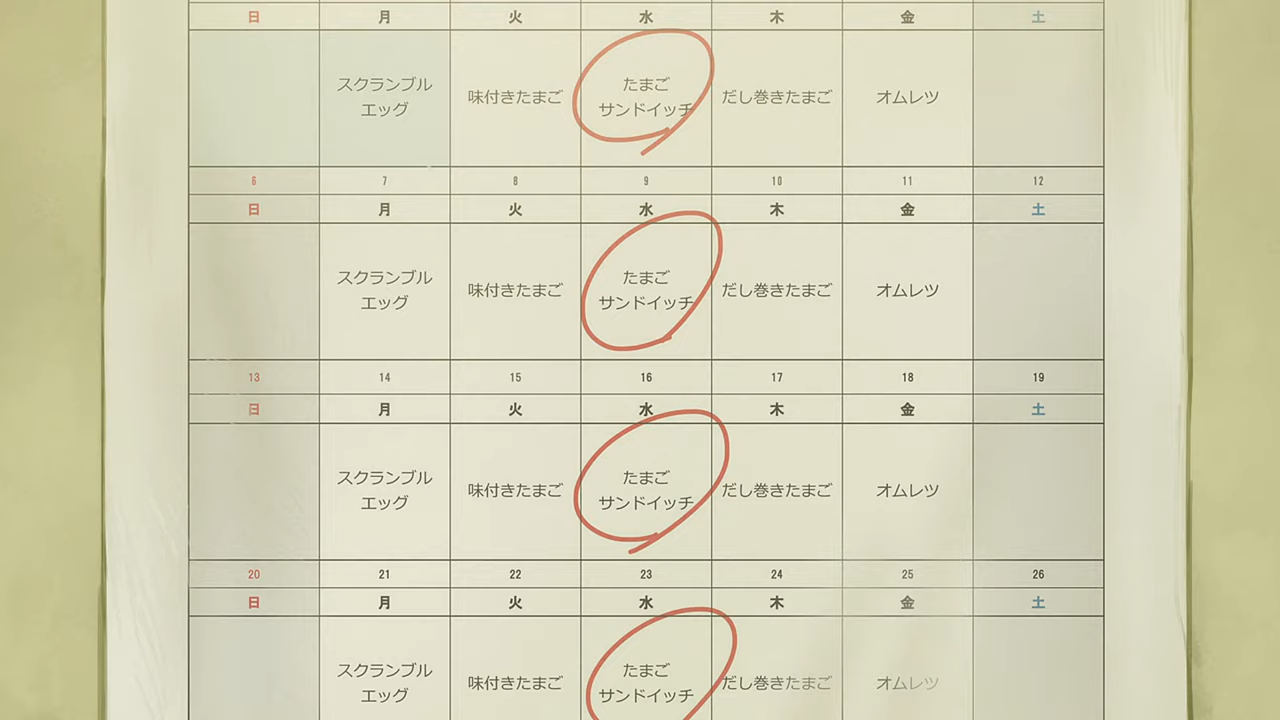 日 月 火 水 木 金 土
スクランブル
エッグ
味付きたまご
たまご
サンドイッチ
だし巻きたまご
オムレツ
6 7 8 9 10 11 12
日 月 火 水 木 金 土
スクランブル
エッグ
味付きたまご
たまご
サンドイッチ
だし巻きたまご
オムレツ
13 14 15 16 17 18 19
日 月 火 水 木 金 土
スクランブル
エッグ
味付きたまご
たまご
サンドイッチ
だし巻きたまご
オムレツ
20 21 22 23 24 25 26
日 月 火 水 木 金 土
スクランブル
エッグ
味付きたまご
たまご
サンドイッチ
だし巻きたまご
オムレツ